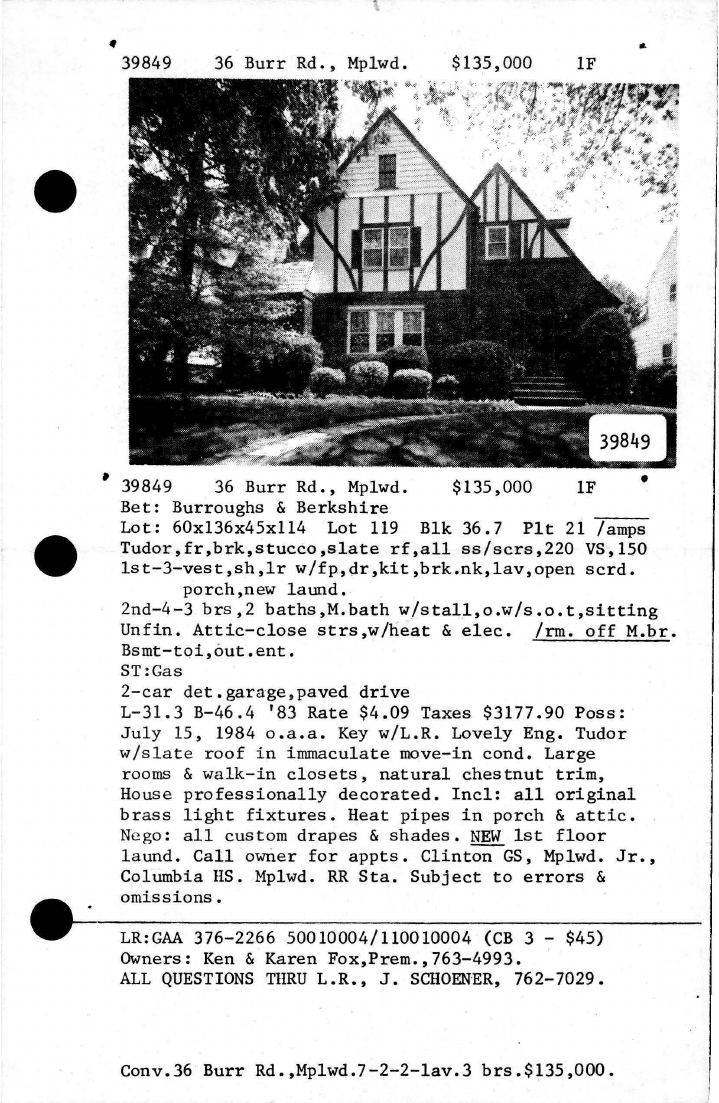 39849 36 Burr Rd., Mplwd. $135,000 1F
39849
39849 36 Burr Rd., Mplwd. $135,000 1F
Bet: Burroughs & Berkshire
Lot: 60x136x45x114 Lot 119 Blk 36.7 Plt 21 /amps
Tudor,fr,brk,stucco,slate rf,all ss/scrs,220 VS,150
1st-3-vest,sh,lr w/fp,dr,kit,brk.nk,lav,open scrd.
porch,new laund.
2nd-4-3 brs,2 baths,M.bath w/stall,o.w/s.o.t,sitting
Unfin. Attic-close strs,w/heat & elec. /rm. off M.br.
Bsmt-toi,out.ent.
ST:Gas
2-car det.garage,paved drive
L-31.3 B-46.4 '83 Rate $4.09 Taxes $3177.90 Poss:
July 15, 1984 o.a.a. Key w/L.R. Lovely Eng. Tudor
w/slate roof in immaculate move-in cond. Large
rooms & walk-in closets, natural chestnut trim,
House professionally decorated. Incl: all original
brass light fixtures. Heat pipes in porch & attic.
Nego: all custom drapes & shades. NEW 1st floor
laund. Call owner for appts. Clinton GS, Mplwd. Jr.,
Columbia HS. Mplwd. RR Sta. Subject to errors &
omissions.
LR:GAA 376-2266 50010004/110010004 (CB 3 - $45)
Owners: Ken & Karen Fox,Prem.,763-4993.
ALL QUESTIONS THRU L.R., J. SCHOENER, 762-7029.
Conv.36 Burr Rd.,Mplwd.7-2-2-lav.3 brs.$135,000.